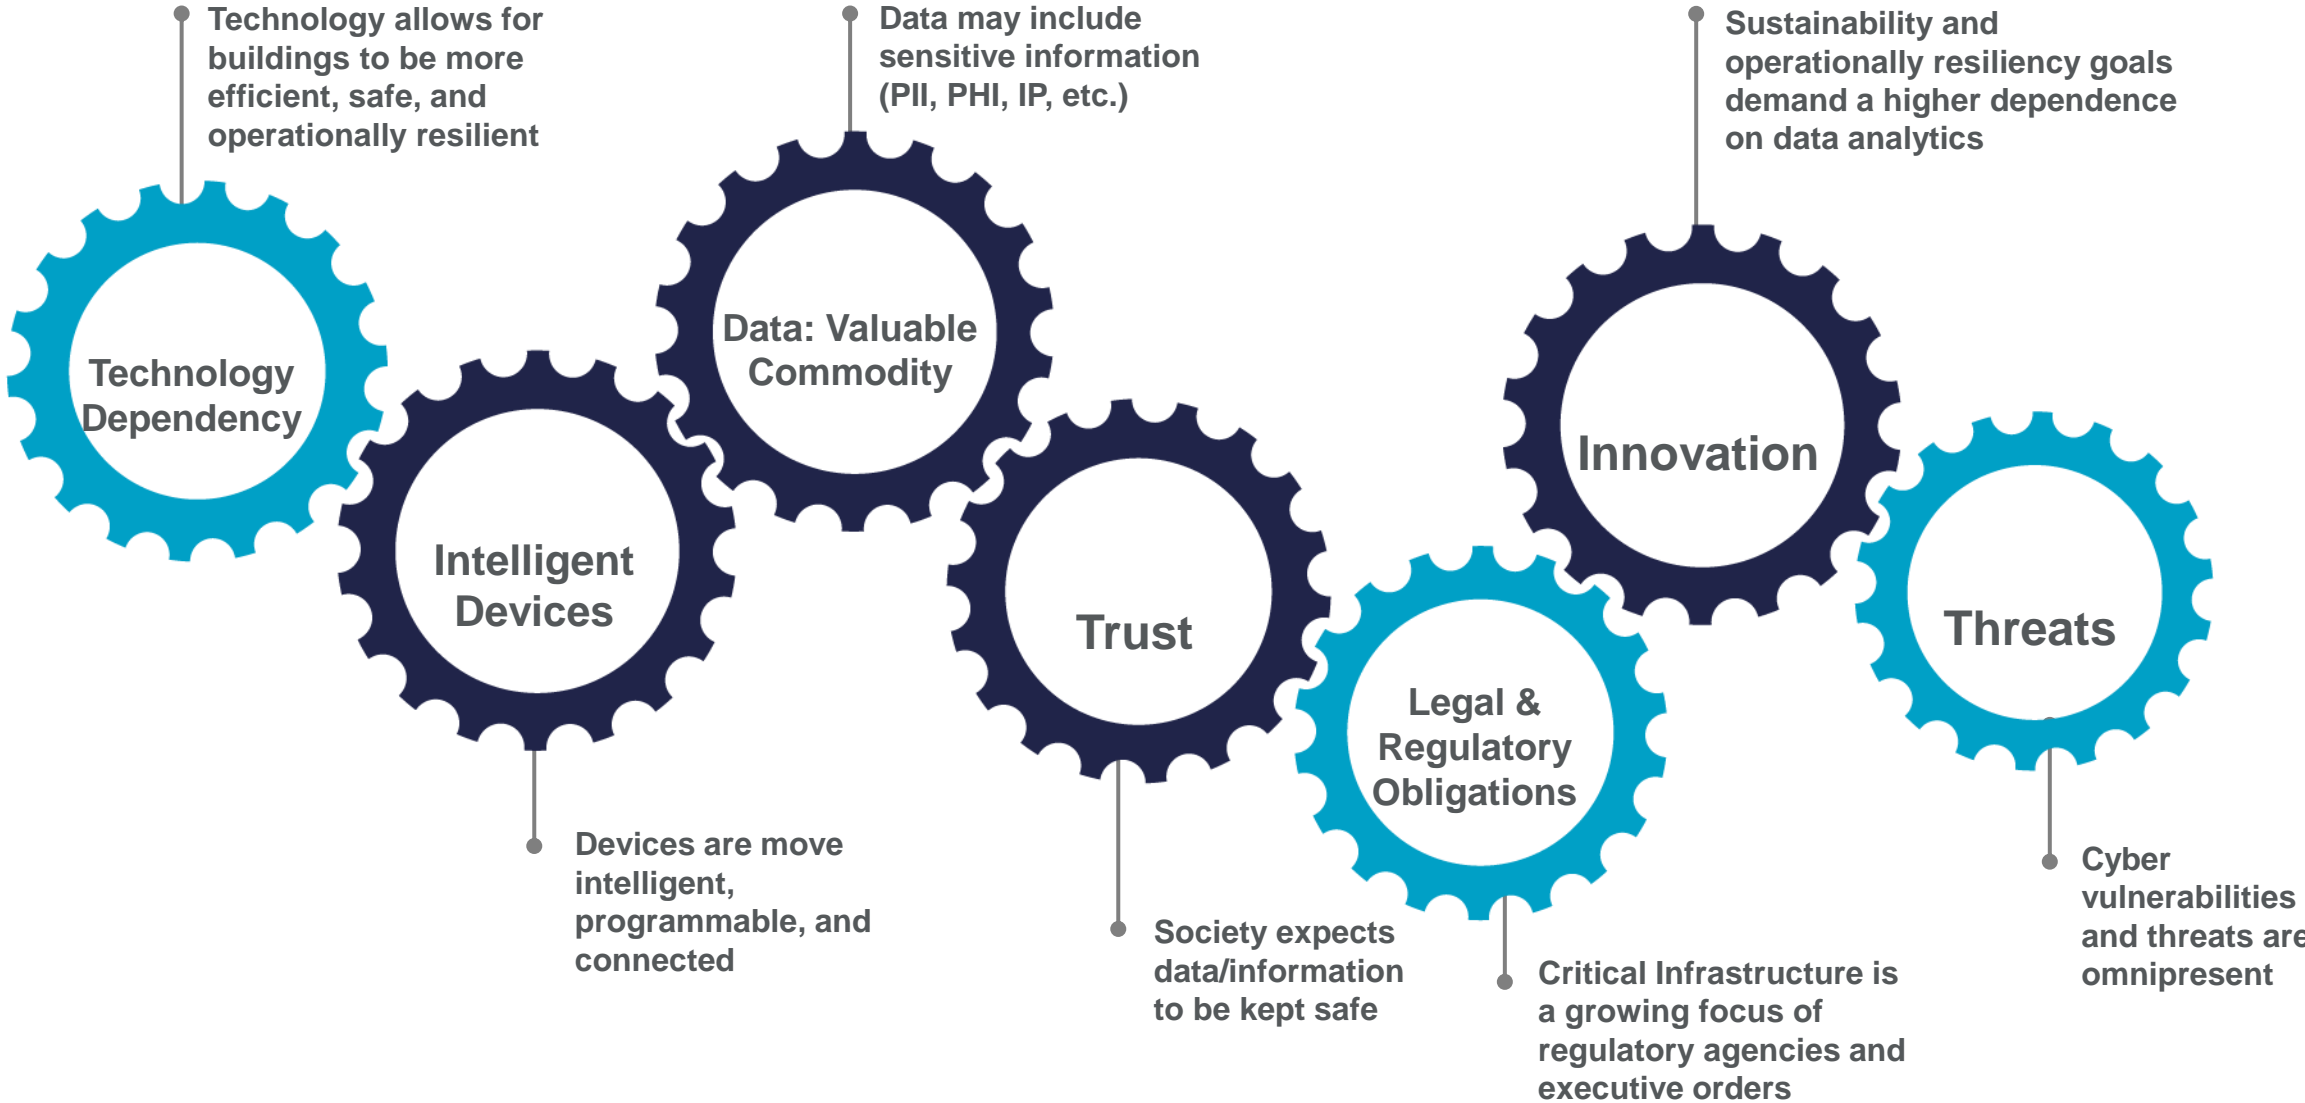 Technology allows for
buildings to be more
efficient, safe, and
operationally resilient
Data may include
sensitive information
(PII, PHI, IP, etc.)
Sustainability and
operationally resiliency goals
demand a higher dependence
on data analytics
Technology
Dependency
Intelligent
Devices
Data: Valuable
Commodity
Trust
Legal &
Regulatory
Obligations
Innovation
Threats
Devices are move
intelligent,
programmable, and
connected
Society expects
data/information
to be kept safe
Critical Infrastructure is
a growing focus of
regulatory agencies and
executive orders
Cyber
vulnerabilities
and threats are
omnipresent